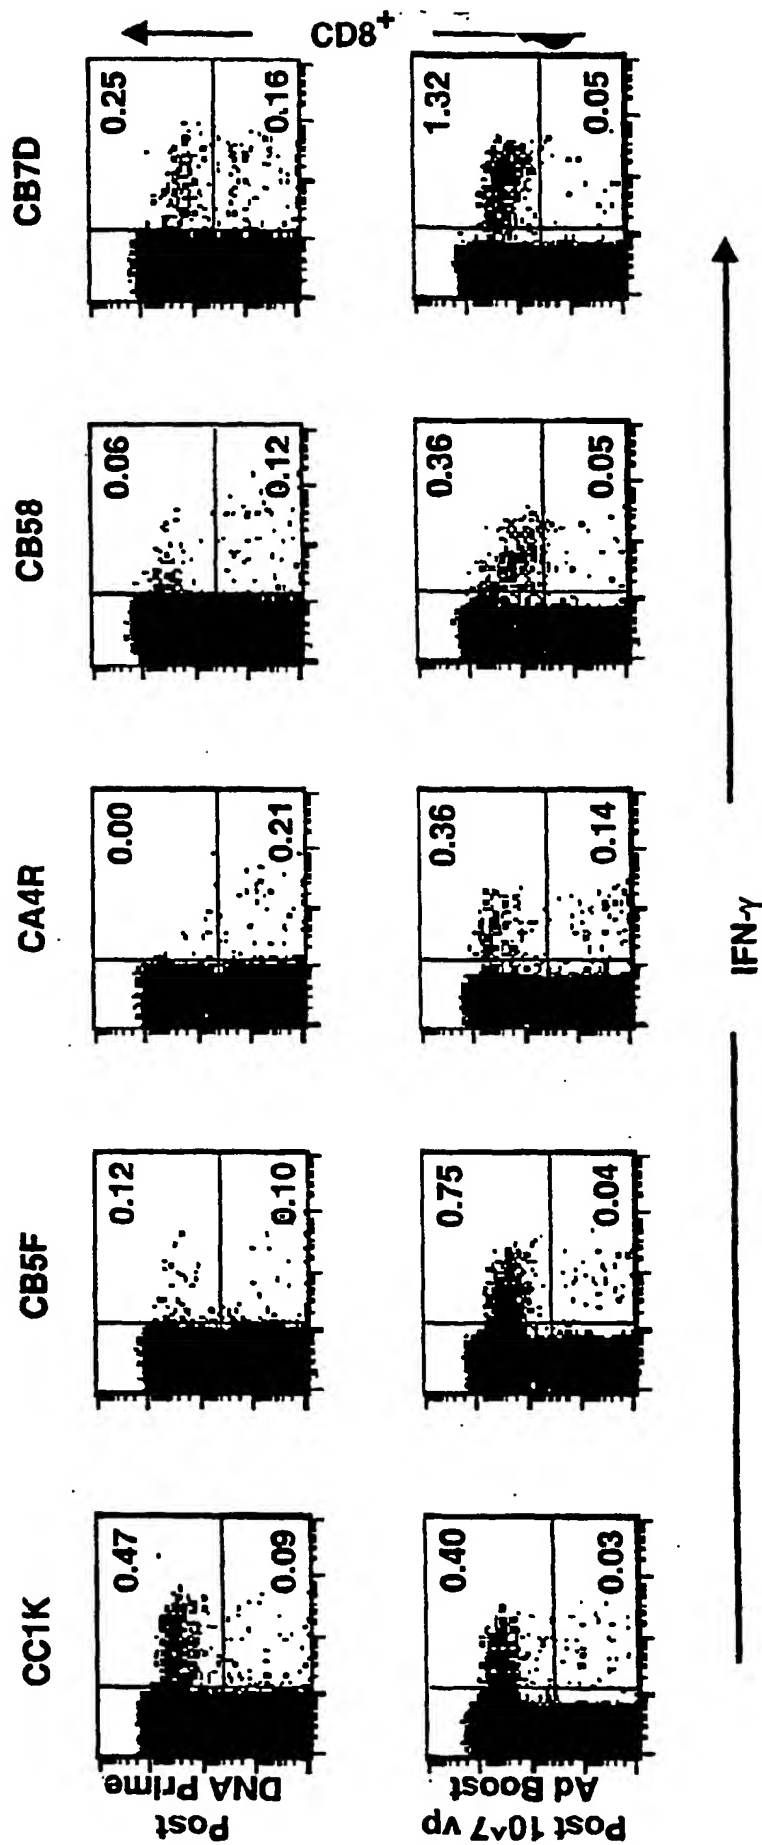 CC1K CB5F CA4R CB58 CB7D
Post
DNA Prime
0.47 0.12 0.00 0.06 0.25
0.09 0.10 0.21 0.12 0.16
Post 10^7 vp
Ad Boost
0.40 0.75 0.36 0.36 1.32
0.03 0.04 0.14 0.05 0.05
CD8+
IFN-γ